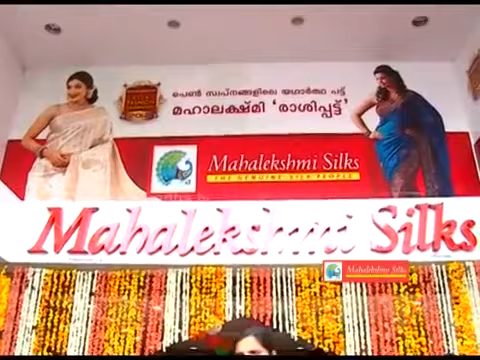 പെൺ സ്വപ്നങ്ങളിലെ യഥാർത്ഥ പട്ട്
മഹാലക്ഷ്മി 'രാശിപ്പട്ട്'
Mahalekshmi Silks
THE GENUINE SILK PEOPLE
Mahalekshmi Silks
Mahalekshmi Silks